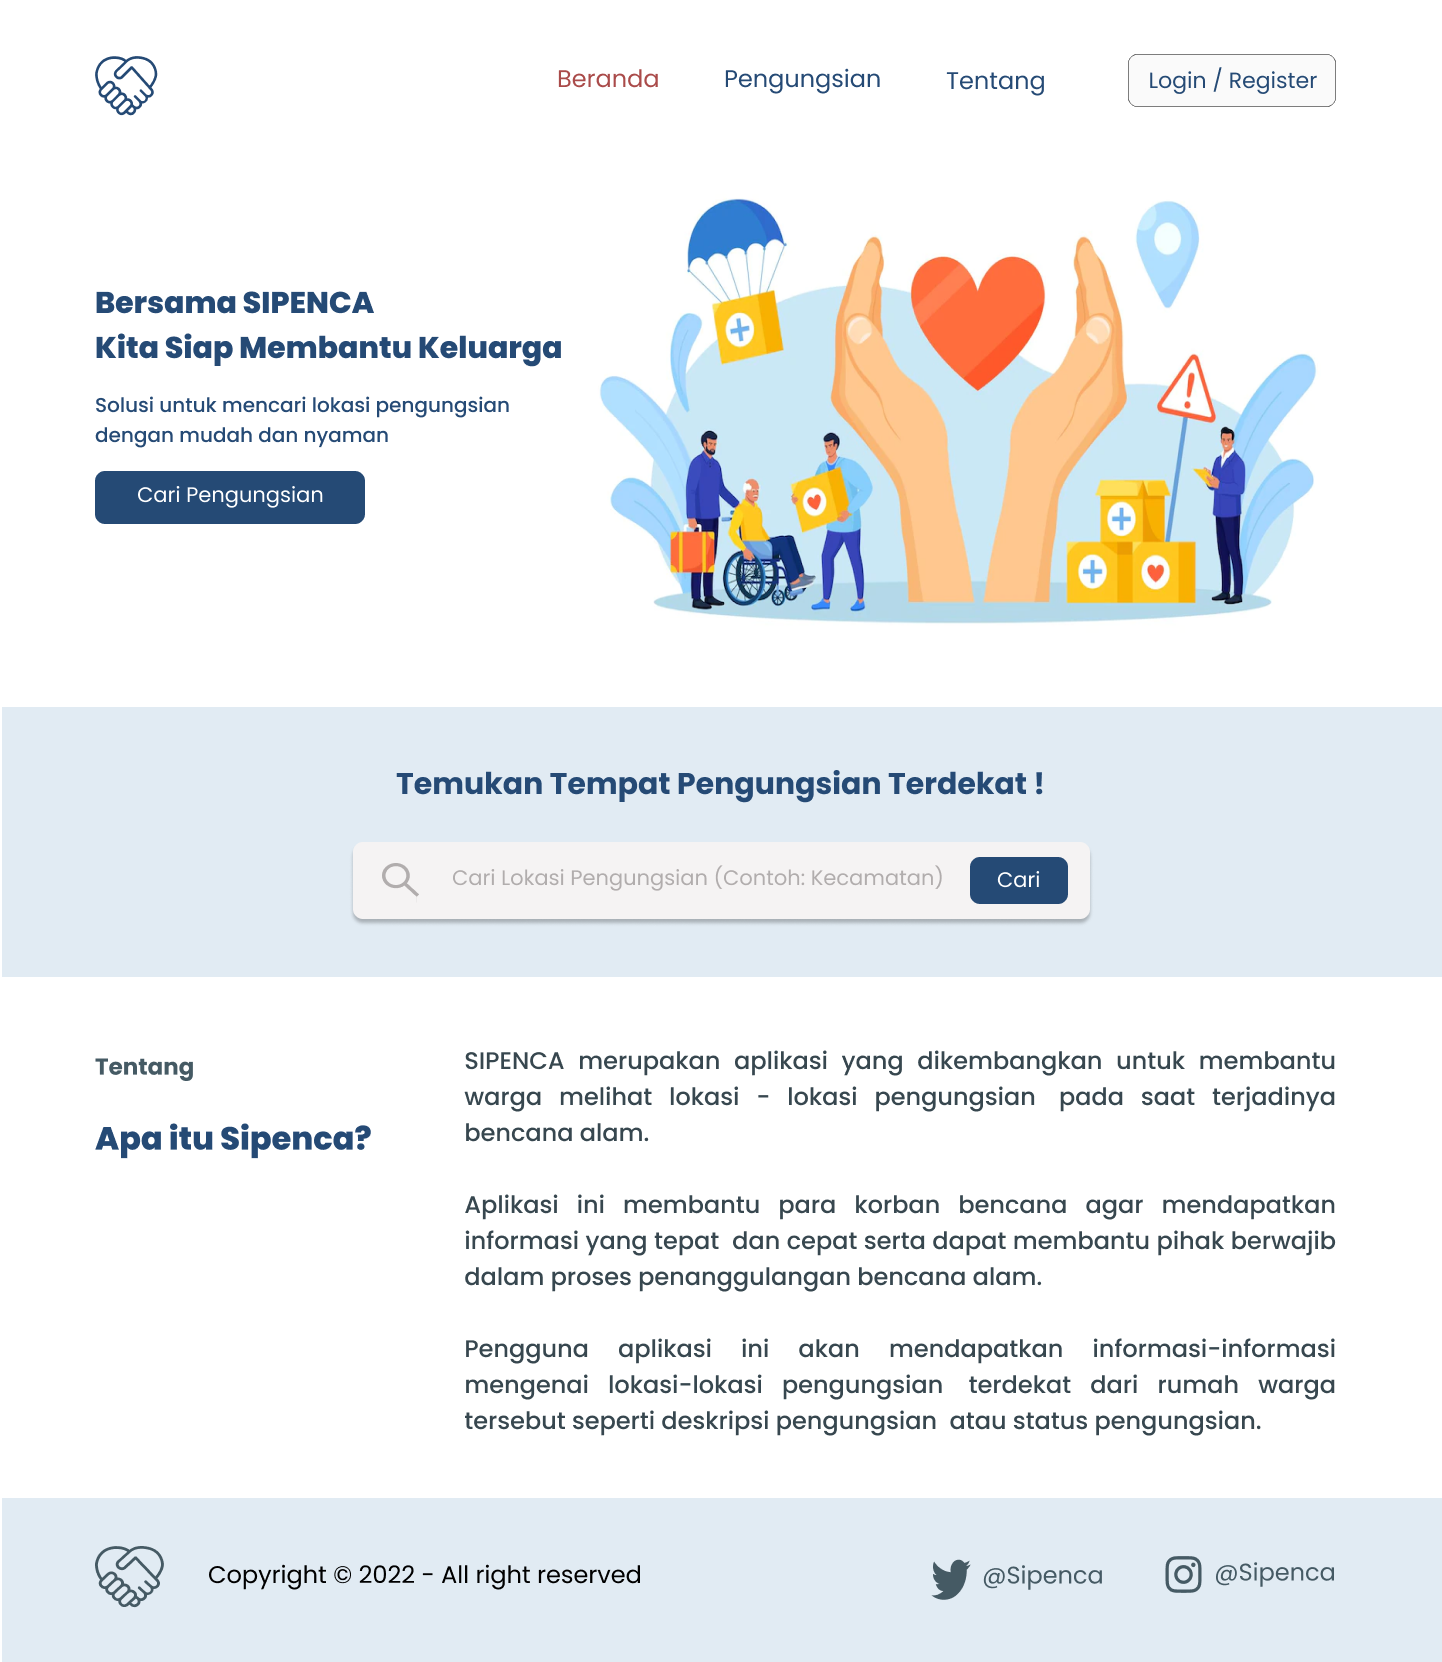 Beranda
Pengungsian
Tentang
Login / Register
Bersama SIPENCA
Kita Siap Membantu Keluarga
Solusi untuk mencari lokasi pengungsian
dengan mudah dan nyaman
Cari Pengungsian
Temukan Tempat Pengungsian Terdekat !
Cari Lokasi Pengungsian (Contoh: Kecamatan)
Cari
Tentang
Apa itu Sipenca?
SIPENCA merupakan aplikasi yang dikembangkan untuk membantu
warga melihat lokasi - lokasi pengungsian pada saat terjadinya
bencana alam.
Aplikasi ini membantu para korban bencana agar mendapatkan
informasi yang tepat dan cepat serta dapat membantu pihak berwajib
dalam proses penanggulangan bencana alam.
Pengguna aplikasi ini akan mendapatkan informasi-informasi
mengenai lokasi-lokasi pengungsian terdekat dari rumah warga
tersebut seperti deskripsi pengungsian atau status pengungsian.
Copyright © 2022 - All right reserved
@Sipenca
@Sipenca